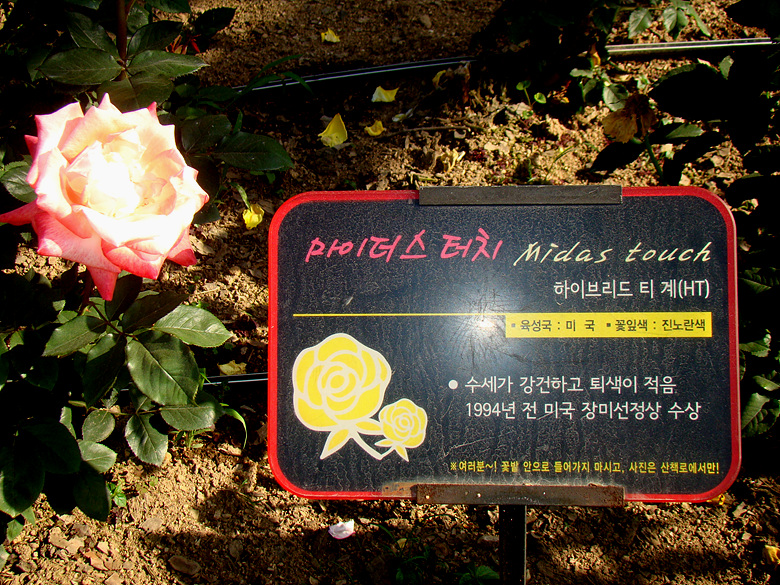 마이더스 터치 Midas touch
하이브리드 티 계(HT)
▪육성국 : 미 국 ▪꽃잎색 : 진노란색
● 수세가 강건하고 퇴색이 적음
1994년 전 미국 장미선정상 수상
※여러분~! 꽃밭 안으로 들어가지 마시고, 사진은 산책로에서만!